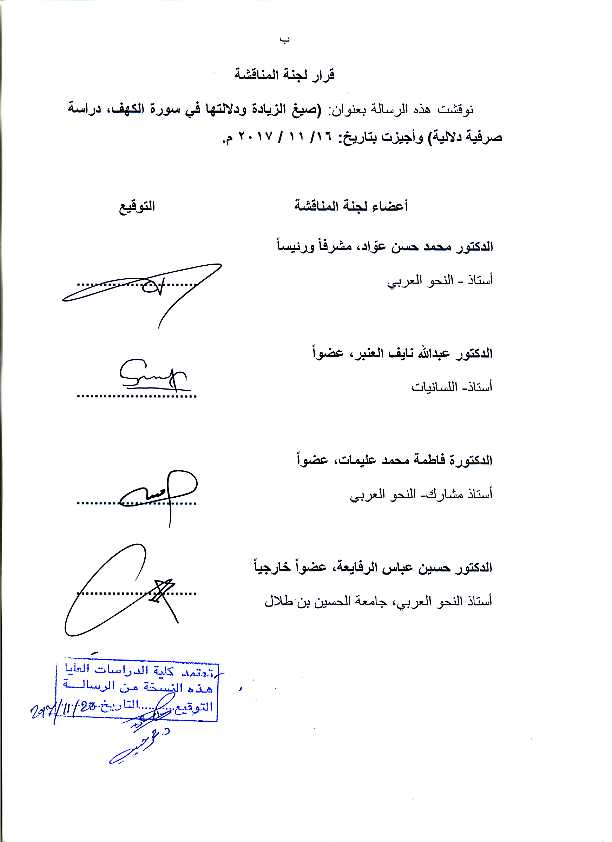 ب
قرار لجنة المناقشة
نوقشت هذه الرسالة بعنوان: (صيغ الزيادة ودلالتها في سورة الكهف، دراسة
صرفية دلالية) وأجيزت بتاريخ: ١٦/ ١١ / ٢٠١٧ م.
أعضاء لجنة المناقشة
التوقيع
الدكتور محمد حسن عوّاد، مشرفاً ورئيساً
أستاذ - النحو العربي
الدكتور عبدالله نايف العنبر، عضواً
أستاذ- اللسانيات
الدكتورة فاطمة محمد عليمات، عضواً
أستاذ مشارك- النحو العربي
الدكتور حسين عباس الرفايعة، عضواً خارجياً
أستاذ النحو العربي، جامعة الحسين بن طلال
تعتمد كلية الدراسات العليا
هذه النسخة من الرسالة
التوقيع.........التاريخ